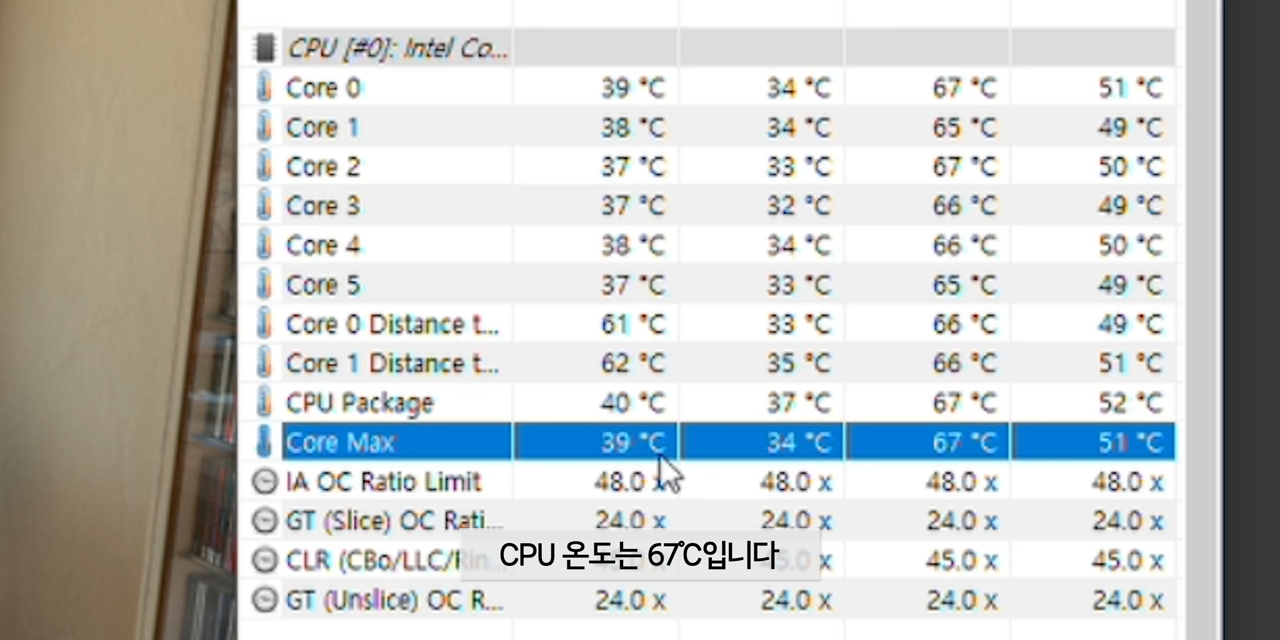 CPU [#0]: Intel Co...
Core 0 39 °C 34 °C 67 °C 51 °C
Core 1 38 °C 34 °C 65 °C 49 °C
Core 2 37 °C 33 °C 67 °C 50 °C
Core 3 37 °C 32 °C 66 °C 49 °C
Core 4 38 °C 34 °C 66 °C 50 °C
Core 5 37 °C 33 °C 65 °C 49 °C
Core 0 Distance t... 61 °C 33 °C 66 °C 49 °C
Core 1 Distance t... 62 °C 35 °C 66 °C 51 °C
CPU Package 40 °C 37 °C 67 °C 52 °C
Core Max 39 °C 34 °C 67 °C 51 °C
IA OC Ratio Limit 48.0 x 48.0 x 48.0 x 48.0 x
GT (Slice) OC Rati... 24.0 x 24.0 x 24.0 x 24.0 x
CLR (CBo/LLC/Rin... 45.0 x 45.0 x
CPU 온도는 67°C입니다
GT (Unslice) OC R... 24.0 x 24.0 x 24.0 x 24.0 x